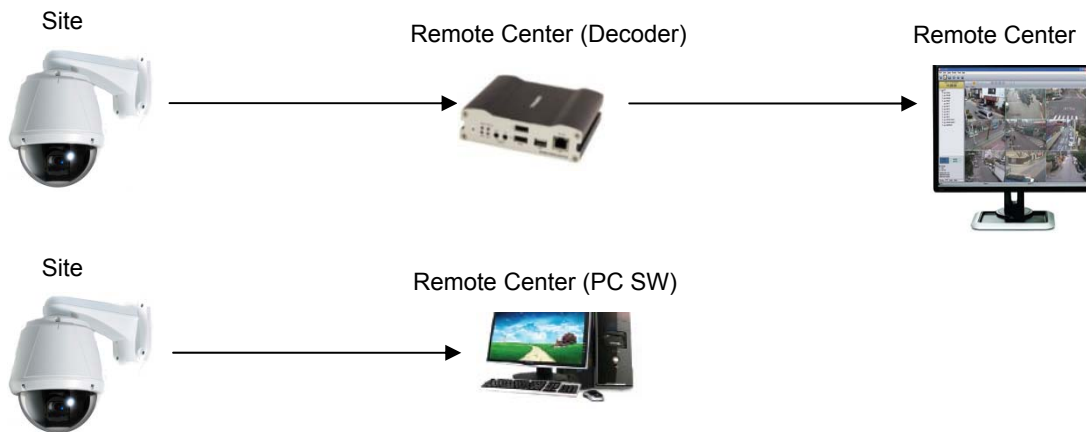 Site
Remote Center (Decoder)
Remote Center
Site
Remote Center (PC SW)